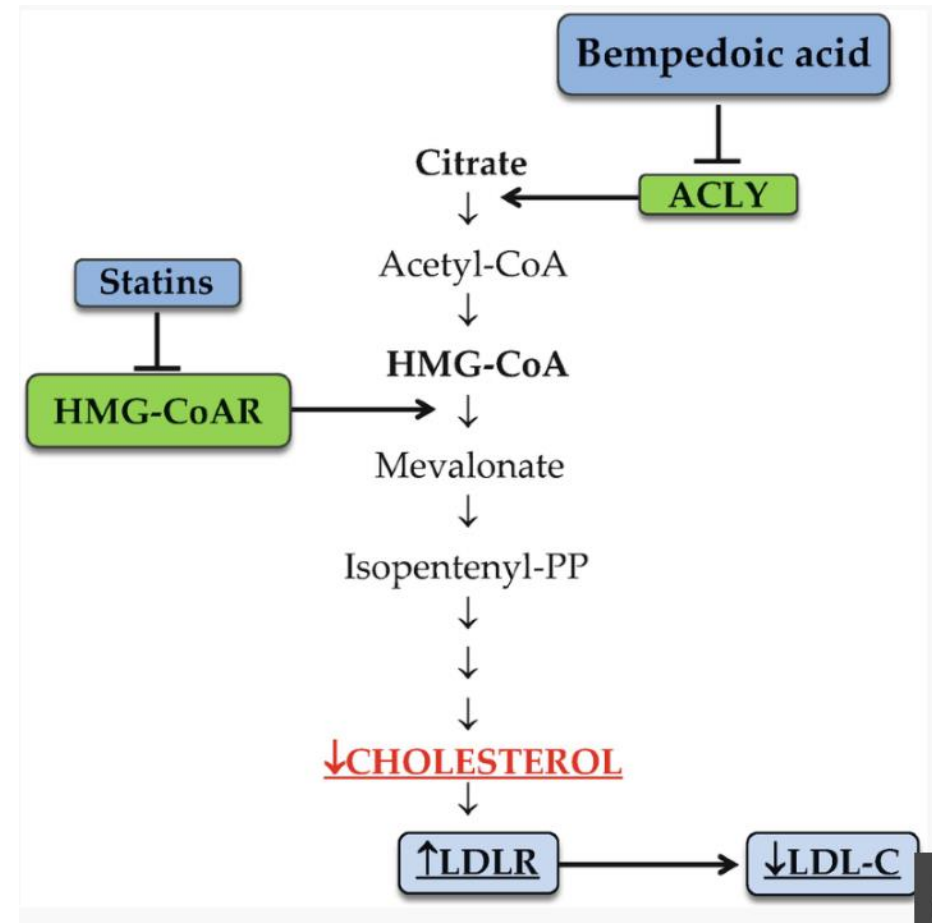 Bempedoic acid
Citrate
ACLY
↓
Acetyl-CoA
Statins
↓
HMG-CoA
HMG-CoAR
↓
Mevalonate
↓
Isopentenyl-PP
↓
↓
↓
↓CHOLESTEROL
↓
↑LDLR
↓LDL-C